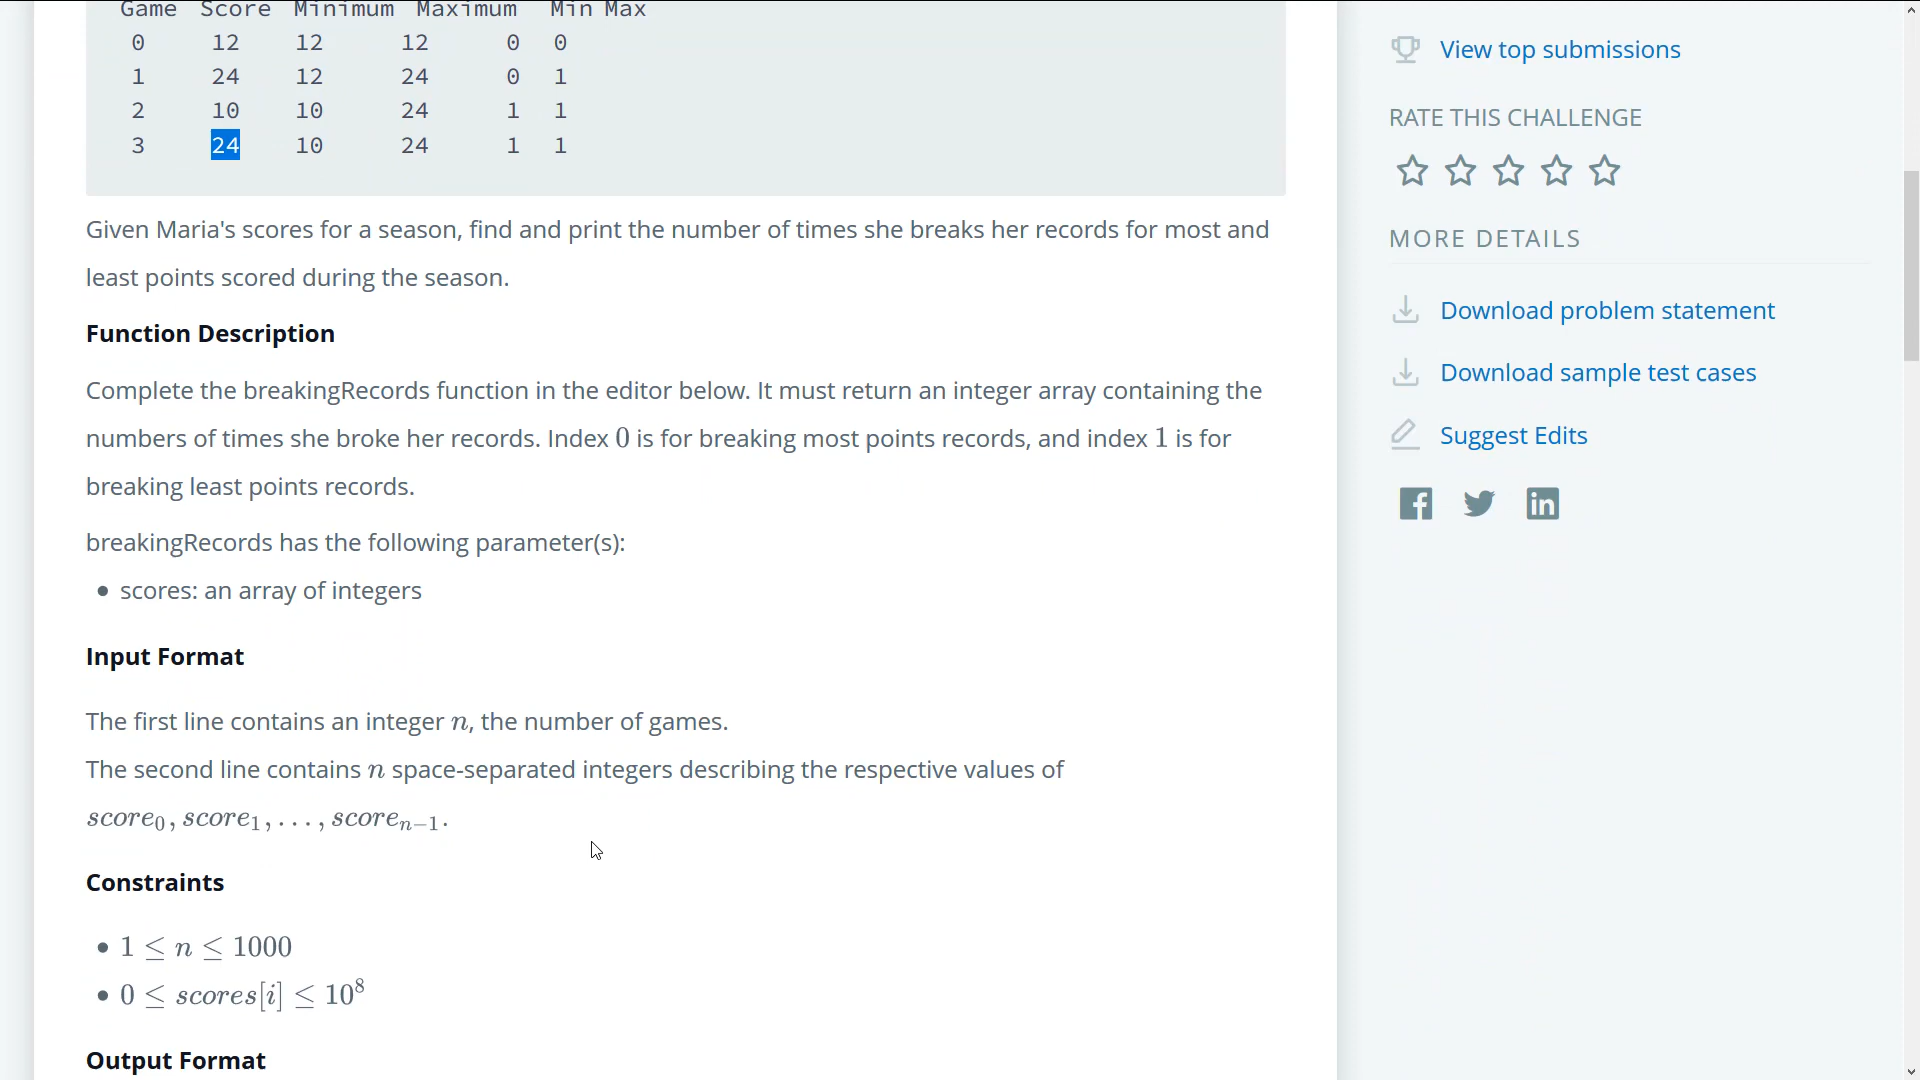 Game Score Minimum Maximum Min Max
0 12 12 12 0 0
1 24 12 24 0 1
2 10 10 24 1 1
3 24 10 24 1 1
Given Maria's scores for a season, find and print the number of times she breaks her records for most and
least points scored during the season.
Function Description
Complete the breakingRecords function in the editor below. It must return an integer array containing the
numbers of times she broke her records. Index 0 is for breaking most points records, and index 1 is for
breaking least points records.
breakingRecords has the following parameter(s):
• scores: an array of integers
Input Format
The first line contains an integer n, the number of games.
The second line contains n space-separated integers describing the respective values of
score₀, score₁, . . . , scoreₙ₋₁.
Constraints
• 1 ≤ n ≤ 1000
• 0 ≤ scores[i] ≤ 10⁸
Output Format
View top submissions
RATE THIS CHALLENGE
MORE DETAILS
Download problem statement
Download sample test cases
Suggest Edits